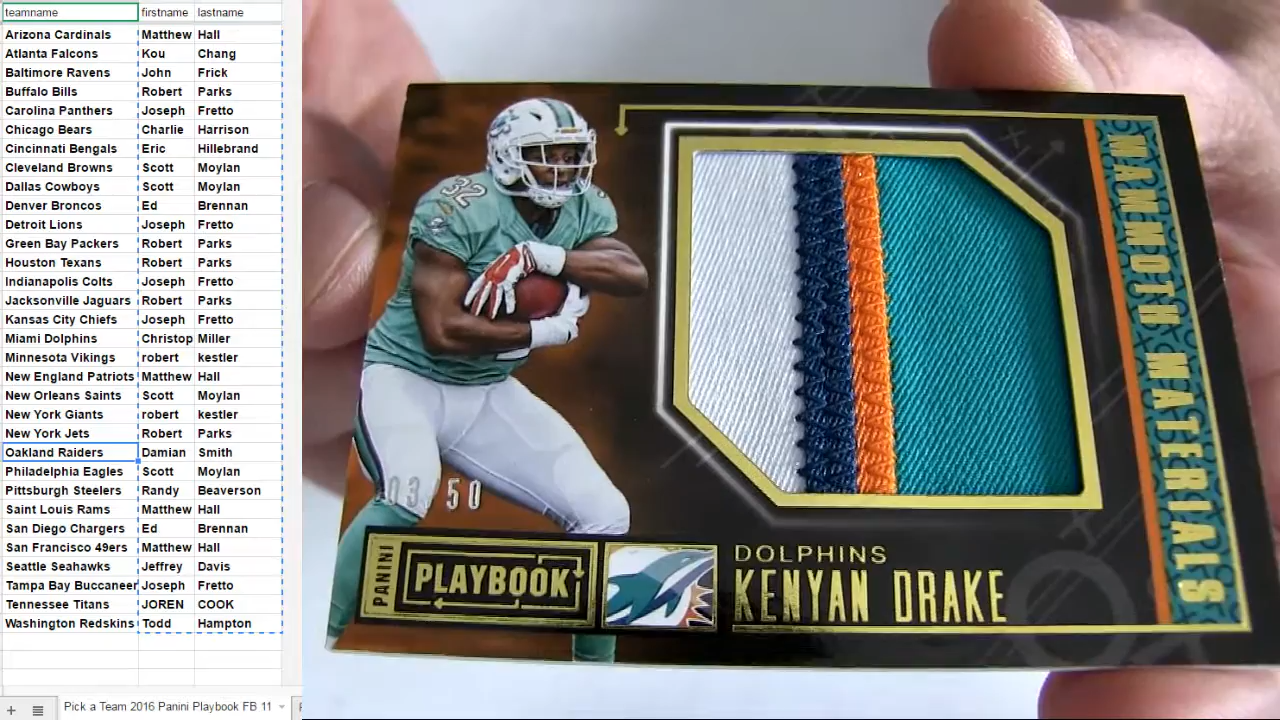 teamname firstname lastname
Arizona Cardinals Matthew Hall
Atlanta Falcons Kou Chang
Baltimore Ravens John Frick
Buffalo Bills Robert Parks
Carolina Panthers Joseph Fretto
Chicago Bears Charlie Harrison
Cincinnati Bengals Eric Hillebrand
Cleveland Browns Scott Moylan
Dallas Cowboys Scott Moylan
Denver Broncos Ed Brennan
Detroit Lions Joseph Fretto
Green Bay Packers Robert Parks
Houston Texans Robert Parks
Indianapolis Colts Joseph Fretto
Jacksonville Jaguars Robert Parks
Kansas City Chiefs Joseph Fretto
Miami Dolphins Christop Miller
Minnesota Vikings robert kestler
New England Patriots Matthew Hall
New Orleans Saints Scott Moylan
New York Giants robert kestler
New York Jets Robert Parks
Oakland Raiders Damian Smith
Philadelphia Eagles Scott Moylan
Pittsburgh Steelers Randy Beaverson
Saint Louis Rams Matthew Hall
San Diego Chargers Ed Brennan
San Francisco 49ers Matthew Hall
Seattle Seahawks Jeffrey Davis
Tampa Bay Buccaneer Joseph Fretto
Tennessee Titans JOREN COOK
Washington Redskins Todd Hampton
Pick a Team 2016 Panini Playbook FB 11
32
03/50
PANINI
PLAYBOOK
DOLPHINS
KENYAN DRAKE
MAMMOTH MATERIALS